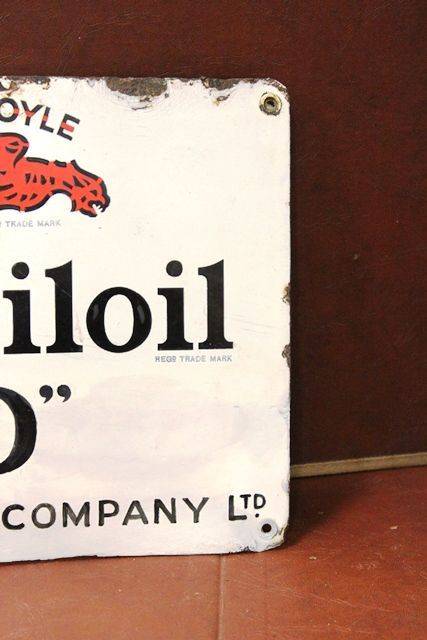 OYLE
TRADE MARK
iloil
REGD TRADE MARK
D"
COMPANY LTD.